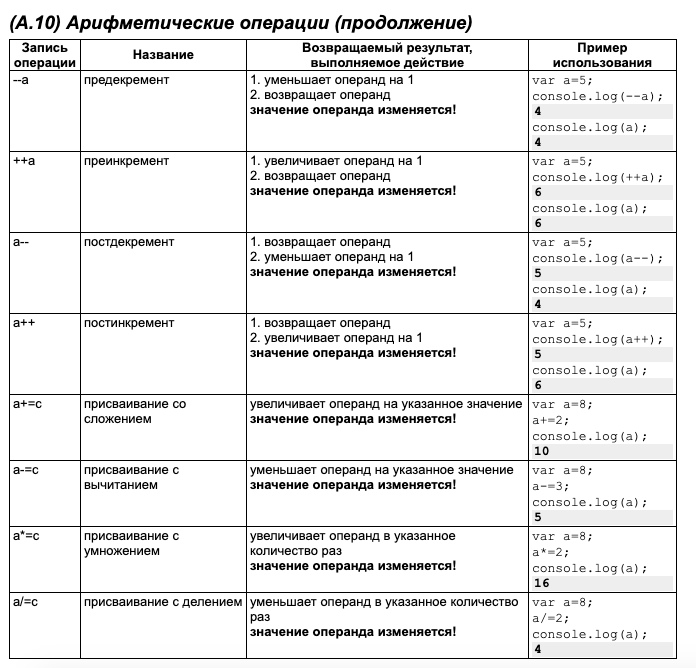 (А.10) Арифметические операции (продолжение)
Запись операции
Название
Возвращаемый результат, выполняемое действие
Пример использования
--a
предекремент
1. уменьшает операнд на 1
2. возвращает операнд
значение операнда изменяется!
var a=5;
console.log(--a);
4
console.log(a);
4
++a
преинкремент
1. увеличивает операнд на 1
2. возвращает операнд
значение операнда изменяется!
var a=5;
console.log(++a);
6
console.log(a);
6
a--
постдекремент
1. возвращает операнд
2. уменьшает операнд на 1
значение операнда изменяется!
var a=5;
console.log(a--);
5
console.log(a);
4
a++
постинкремент
1. возвращает операнд
2. увеличивает операнд на 1
значение операнда изменяется!
var a=5;
console.log(a++);
5
console.log(a);
6
a+=c
присваивание со
сложением
увеличивает операнд на указанное значение
значение операнда изменяется!
var a=8;
a+=2;
console.log(a);
10
a-=c
присваивание с
вычитанием
уменьшает операнд на указанное значение
значение операнда изменяется!
var a=8;
a-=3;
console.log(a);
5
a*=c
присваивание с
умножением
увеличивает операнд в указанное
количество раз
значение операнда изменяется!
var a=8;
a*=2;
console.log(a);
16
a/=c
присваивание с делением
уменьшает операнд в указанное количество
раз
значение операнда изменяется!
var a=8;
a/=2;
console.log(a);
4